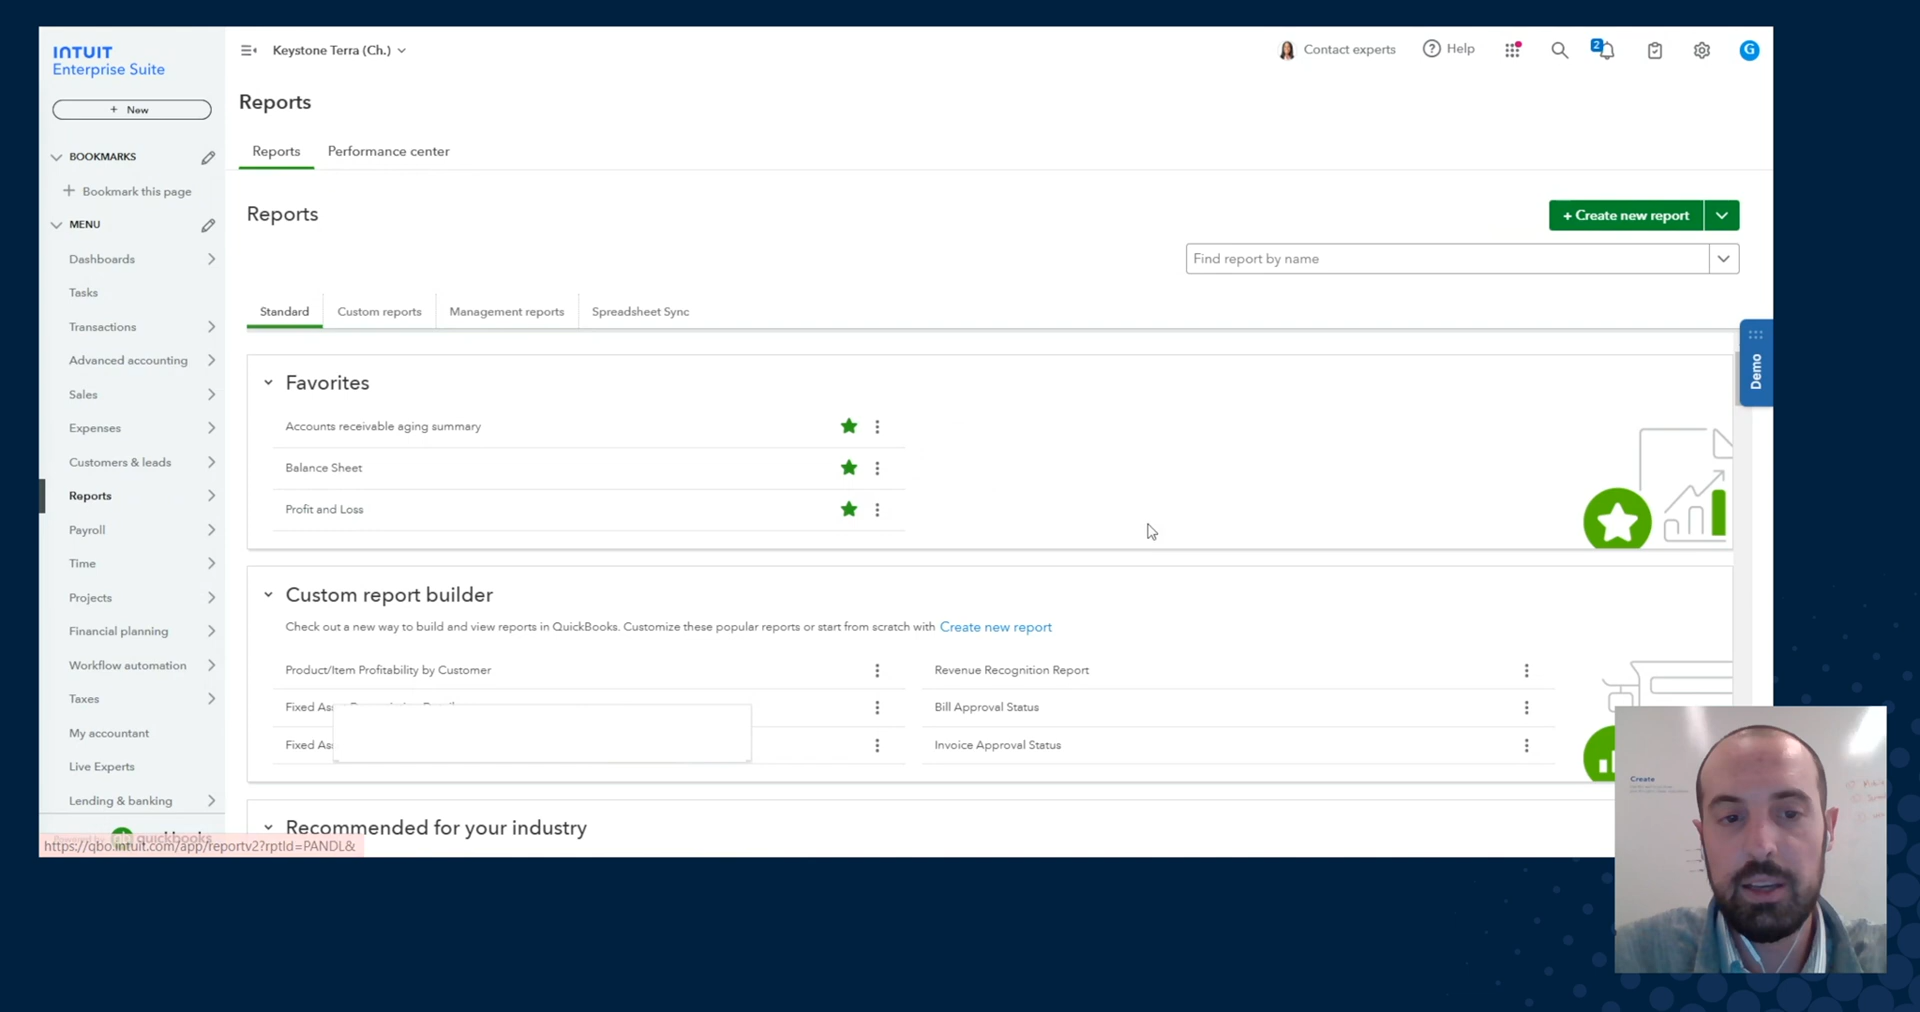 INTUIT
Enterprise Suite
+ New
BOOKMARKS
Bookmark this page
MENU
Dashboards
Tasks
Transactions
Advanced accounting
Sales
Expenses
Customers & leads
Reports
Payroll
Time
Projects
Financial planning
Workflow automation
Taxes
My accountant
Live Experts
Lending & banking
quickbooks
https://qbo.intuit.com/app/reportv2?rptId=PANDL&
Keystone Terra (Ch.)
Contact experts
Help
2
G
Reports
Reports
Performance center
Reports
+ Create new report
Find report by name
Standard
Custom reports
Management reports
Spreadsheet Sync
Demo
Favorites
Accounts receivable aging summary
Balance Sheet
Profit and Loss
Custom report builder
Check out a new way to build and view reports in QuickBooks. Customize these popular reports or start from scratch with Create new report
Product/Item Profitability by Customer
Revenue Recognition Report
Fixed
Bill Approval Status
Fixed
Invoice Approval Status
Recommended for your industry
Create